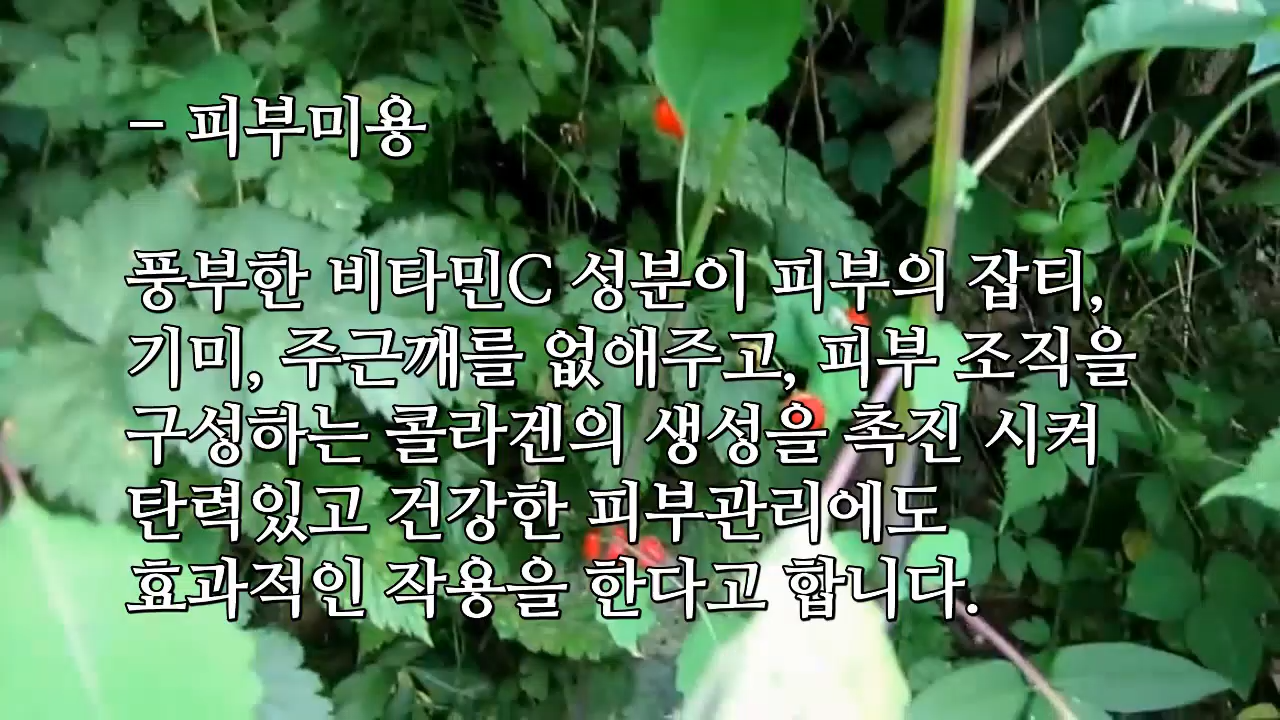 - 피부미용
풍부한 비타민C 성분이 피부의 잡티,
기미, 주근깨를 없애주고, 피부 조직을
구성하는 콜라겐의 생성을 촉진 시켜
탄력있고 건강한 피부관리에도
효과적인 작용을 한다고 합니다.